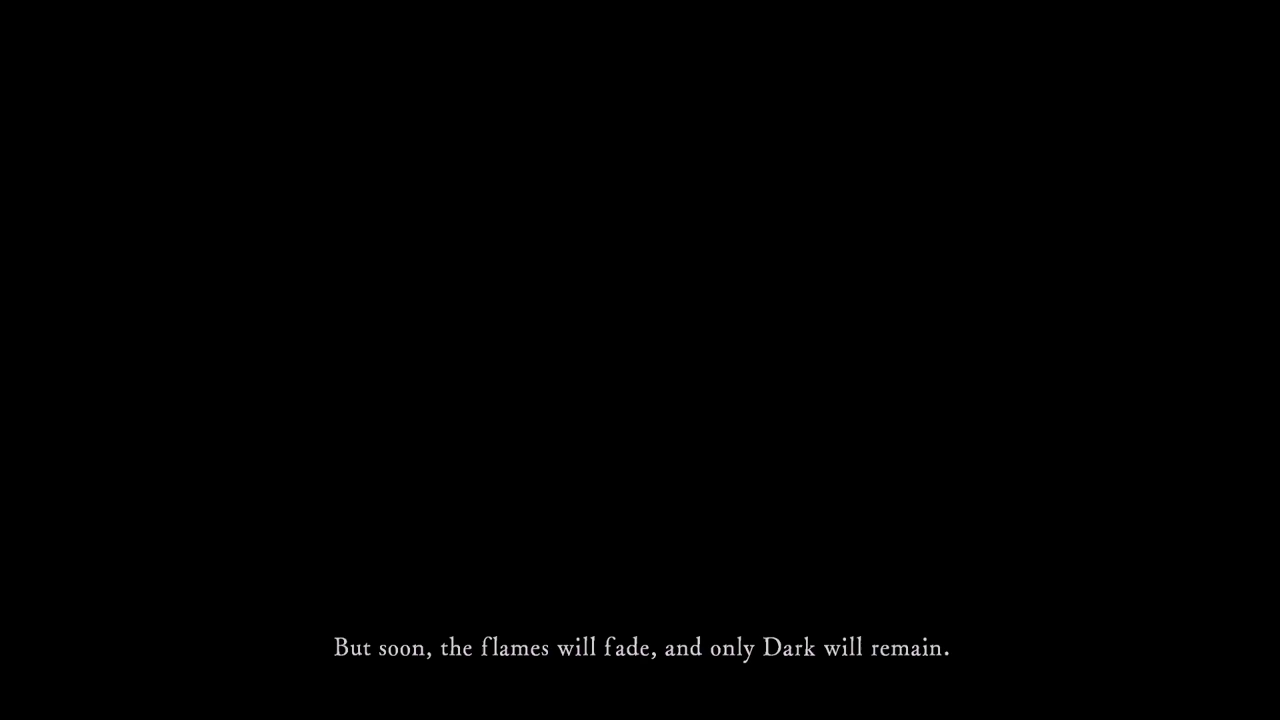 But soon, the flames will fade, and only Dark will remain.